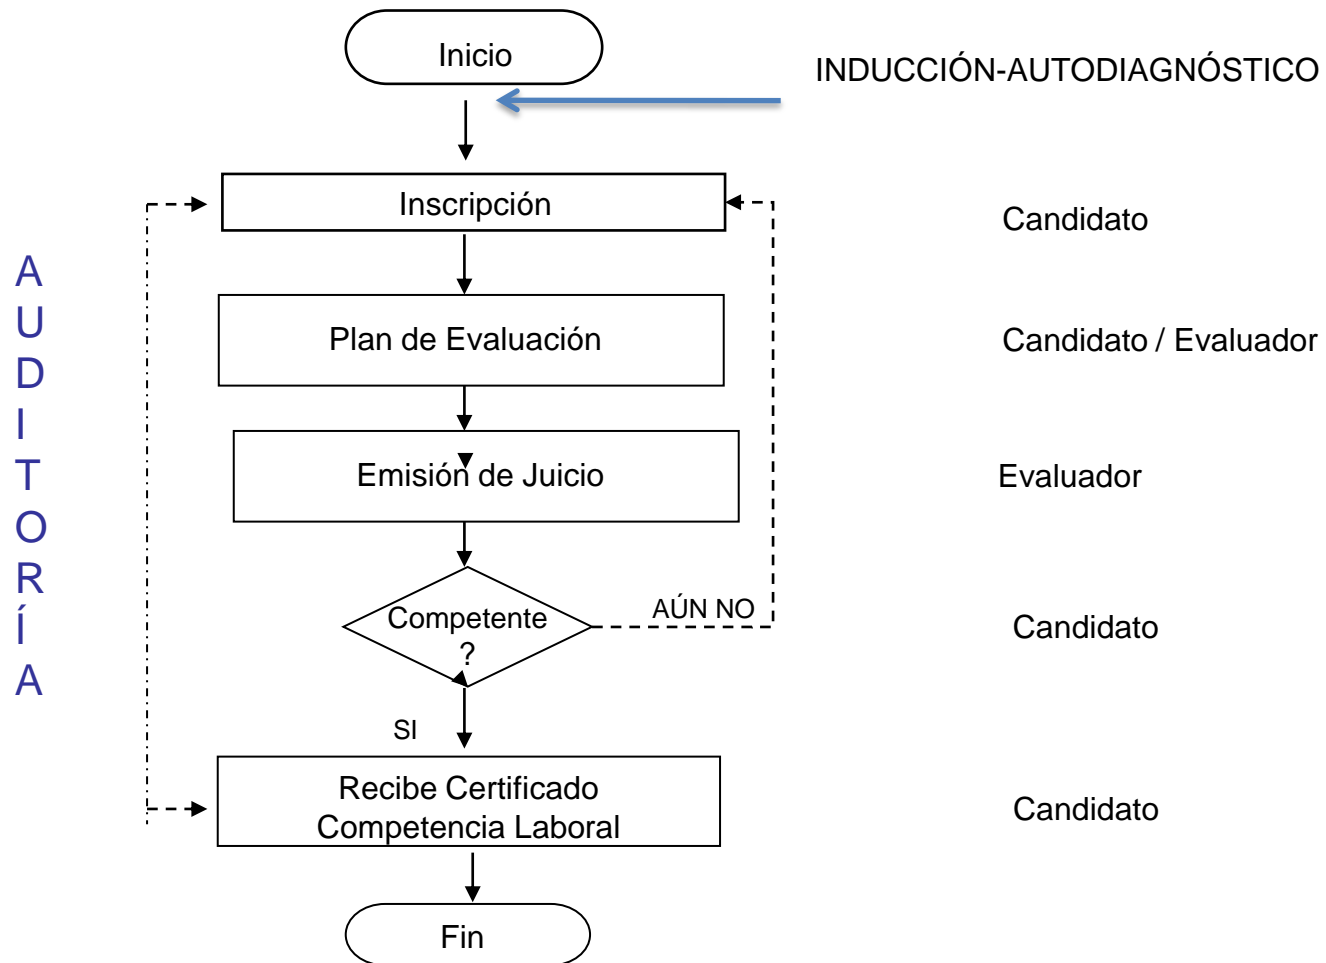 Inicio
INDUCCIÓN-AUTODIAGNÓSTICO
Inscripción
Candidato
A
U
D
I
T
O
R
Í
A
Plan de Evaluación
Candidato / Evaluador
Emisión de Juicio
Evaluador
Competente
?
AÚN NO
Candidato
SI
Recibe Certificado
Competencia Laboral
Candidato
Fin